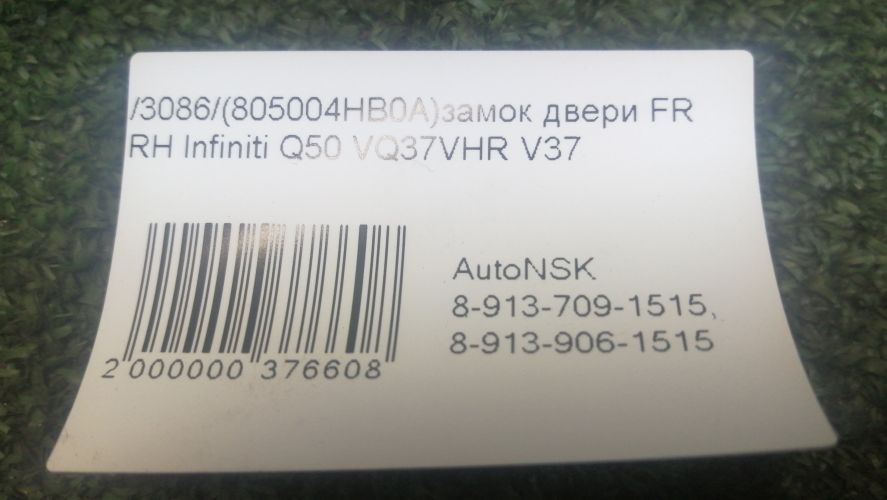 /3086/(805004HB0A)замок двери FR
RH Infiniti Q50 VQ37VHR V37
AutoNSK
8-913-709-1515,
8-913-906-1515
2 000000 376608